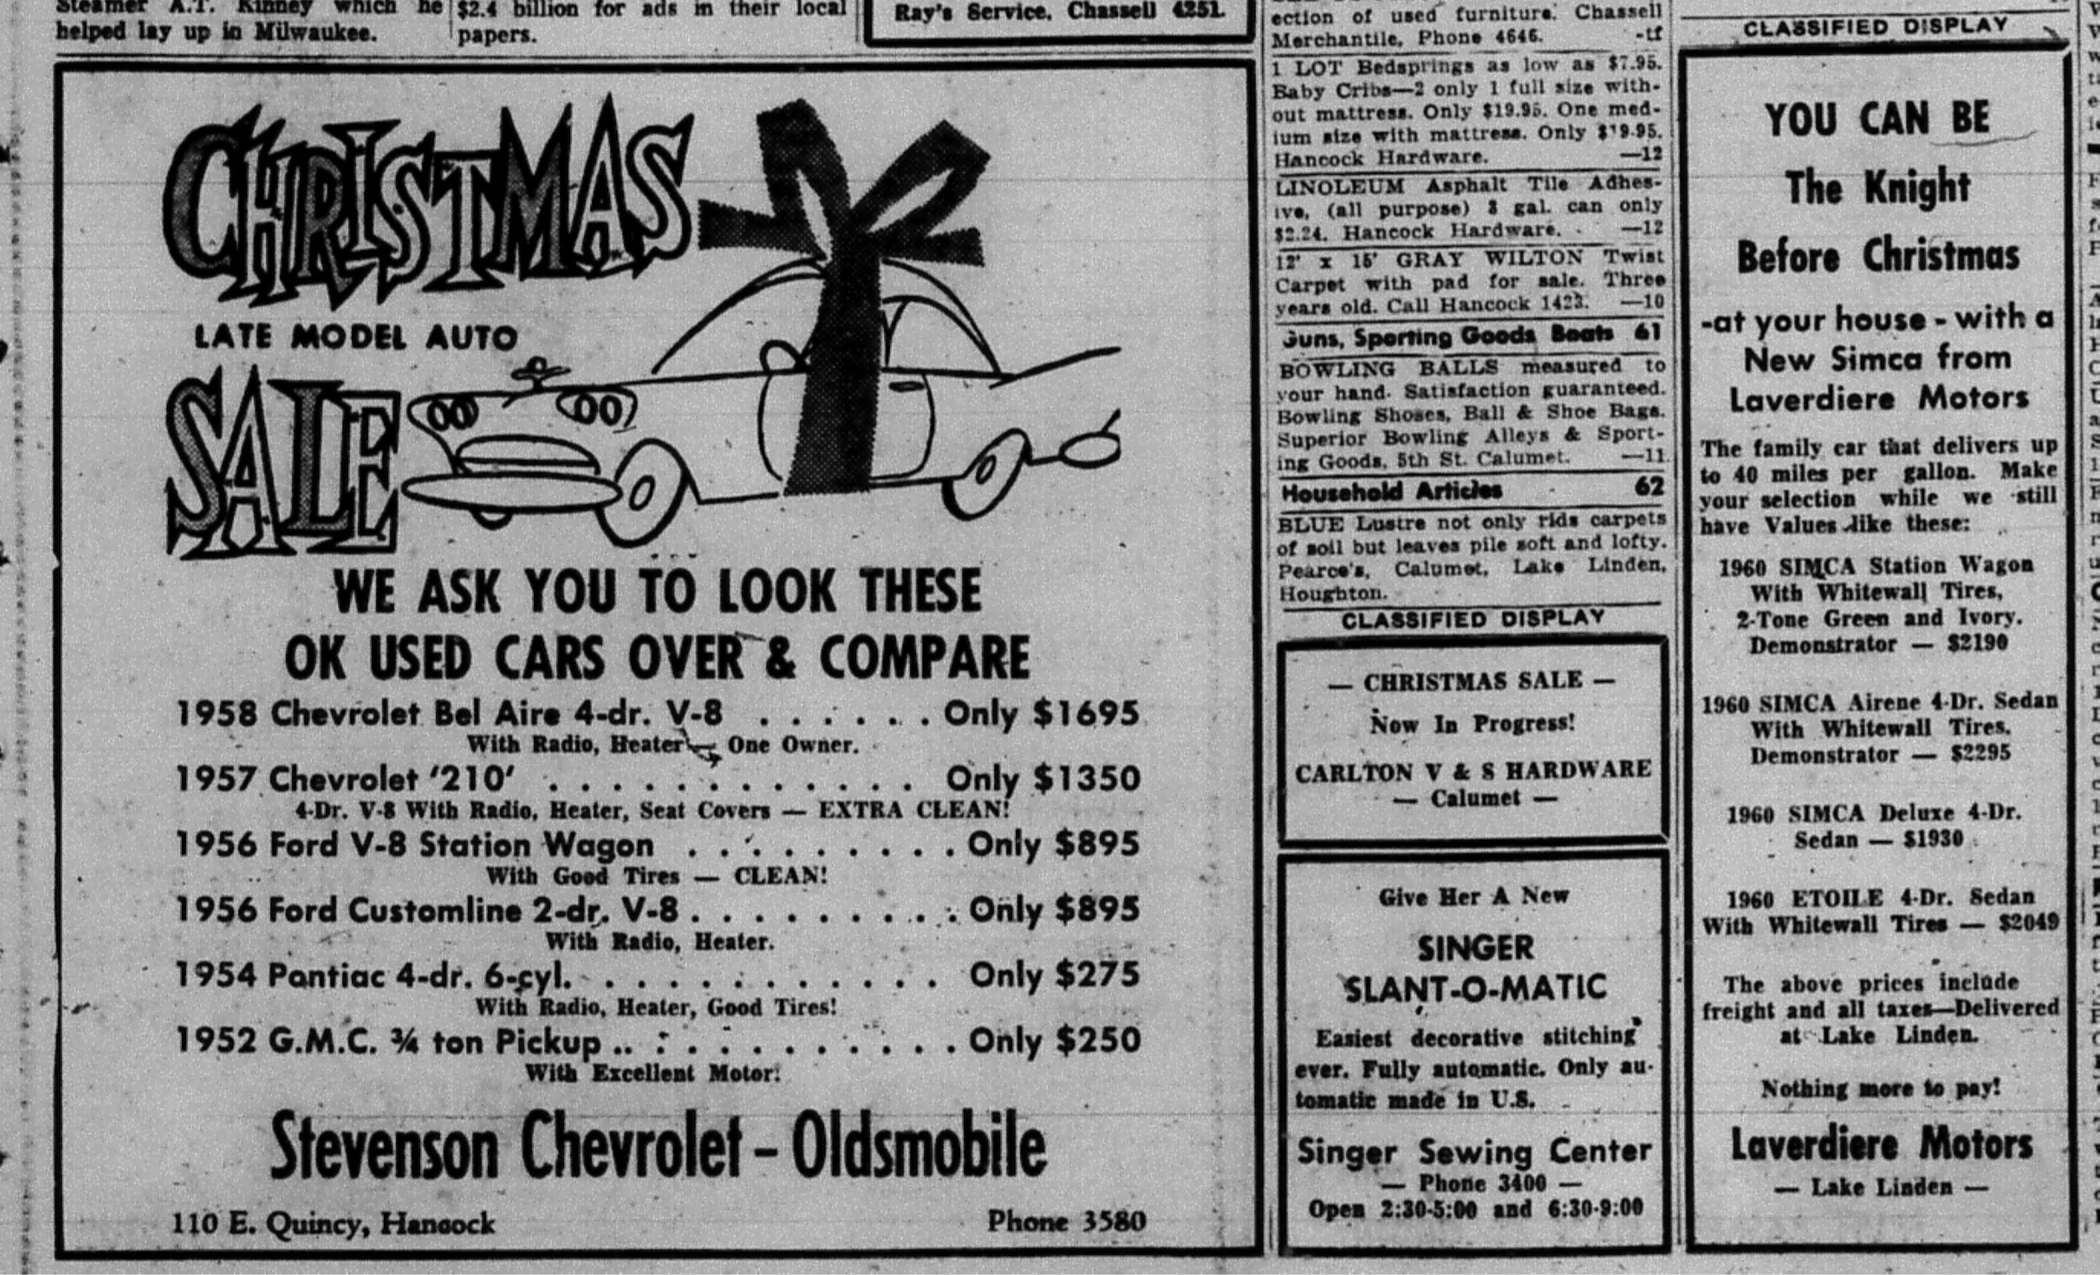 Steamer A.T. Kinney which he
helped lay up in Milwaukee.
$2.4 billion for ads in their local
papers.
Ray's Service. Chassell 4251.
CHRISTMAS
LATE MODEL AUTO
SALE
WE ASK YOU TO LOOK THESE
OK USED CARS OVER & COMPARE
1958 Chevrolet Bel Aire 4-dr. V-8 . . . . . . . Only $1695
With Radio, Heater — One Owner.
1957 Chevrolet '210' . . . . . . . . . . . . Only $1350
4-Dr. V-8 With Radio, Heater, Seat Covers — EXTRA CLEAN!
1956 Ford V-8 Station Wagon . . . . . . . . . Only $895
With Good Tires — CLEAN!
1956 Ford Customline 2-dr. V-8 . . . . . . . . . Only $895
With Radio, Heater.
1954 Pontiac 4-dr. 6-cyl. . . . . . . . . . . . Only $275
With Radio, Heater, Good Tires!
1952 G.M.C. ¾ ton Pickup . . . . . . . . . . . Only $250
With Excellent Motor!
Stevenson Chevrolet - Oldsmobile
110 E. Quincy, Hancock Phone 3580
ection of used furniture. Chassell
Merchantile, Phone 4646. -tf
1 LOT Bedsprings as low as $7.95.
Baby Cribs—2 only 1 full size with-
out mattress. Only $19.95. One med-
ium size with mattress. Only $19.95.
Hancock Hardware. —12
LINOLEUM Asphalt Tile Adhes-
ive, (all purpose) gal. can only
$2.24. Hancock Hardware. —12
12' x 15' GRAY WILTON Twist
Carpet with pad for sale. Three
years old. Call Hancock 1423. —10
Guns, Sporting Goods Boats 61
BOWLING BALLS measured to
your hand. Satisfaction guaranteed.
Bowling Shoses, Ball & Shoe Bags.
Superior Bowling Alleys & Sport-
ing Goods, 5th St. Calumet. —11
Household Articles 62
BLUE Lustre not only rids carpets
of soil but leaves pile soft and lofty.
Pearce's, Calumet, Lake Linden,
Houghton.
CLASSIFIED DISPLAY
— CHRISTMAS SALE —
Now In Progress!
CARLTON V & S HARDWARE
— Calumet —
Give Her A New
SINGER
SLANT-O-MATIC
Easiest decorative stitching
ever. Fully automatic. Only au-
tomatic made in U.S.
Singer Sewing Center
— Phone 3400 —
Open 2:30-5:00 and 6:30-9:00
CLASSIFIED DISPLAY
YOU CAN BE
The Knight
Before Christmas
-at your house - with a
New Simca from
Laverdiere Motors
The family car that delivers up
to 40 miles per gallon. Make
your selection while we still
have Values like these:
1960 SIMCA Station Wagon
With Whitewall Tires,
2-Tone Green and Ivory.
Demonstrator — $2190
1960 SIMCA Airene 4-Dr. Sedan
With Whitewall Tires.
Demonstrator — $2295
1960 SIMCA Deluxe 4-Dr.
Sedan — $1930
1960 ETOILE 4-Dr. Sedan
With Whitewall Tires — $2049
The above prices include
freight and all taxes—Delivered
at Lake Linden.
Nothing more to pay!
Laverdiere Motors
— Lake Linden —